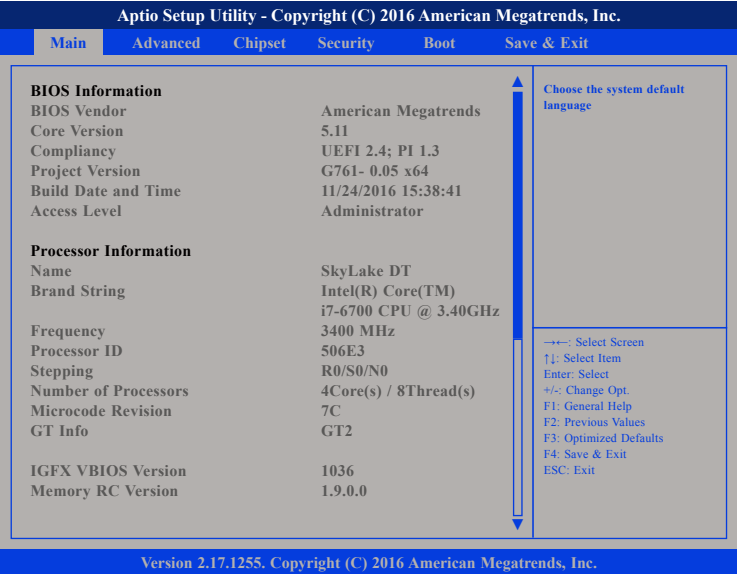 Aptio Setup Utility - Copyright (C) 2016 American Megatrends, Inc.
Main Advanced Chipset Security Boot Save & Exit
BIOS Information
BIOS Vendor American Megatrends
Core Version 5.11
Compliancy UEFI 2.4; PI 1.3
Project Version G761- 0.05 x64
Build Date and Time 11/24/2016 15:38:41
Access Level Administrator
Processor Information
Name SkyLake DT
Brand String Intel(R) Core(TM)
i7-6700 CPU @ 3.40GHz
Frequency 3400 MHz
Processor ID 506E3
Stepping R0/S0/N0
Number of Processors 4Core(s) / 8Thread(s)
Microcode Revision 7C
GT Info GT2
IGFX VBIOS Version 1036
Memory RC Version 1.9.0.0
Choose the system default
language
→←: Select Screen
↑↓: Select Item
Enter: Select
+/-: Change Opt.
F1: General Help
F2: Previous Values
F3: Optimized Defaults
F4: Save & Exit
ESC: Exit
Version 2.17.1255. Copyright (C) 2016 American Megatrends, Inc.